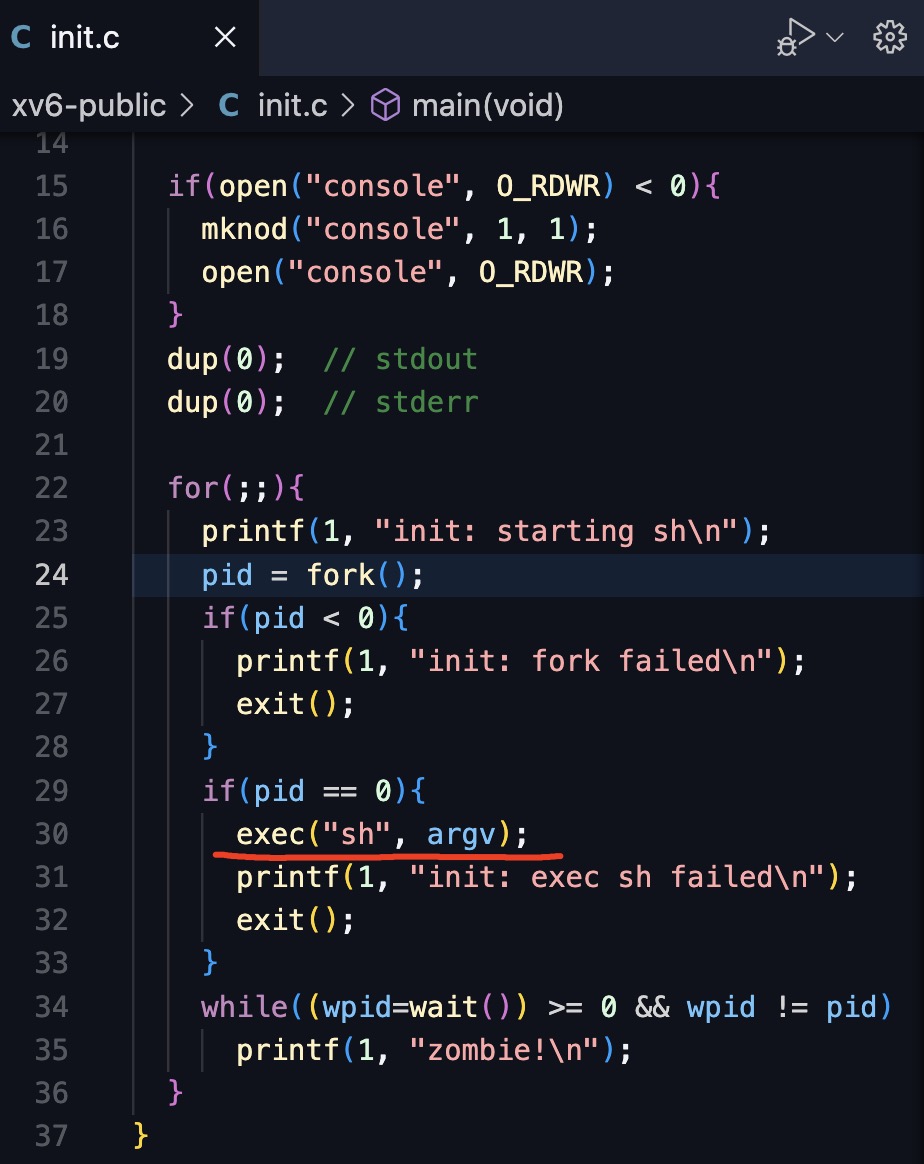 C init.c ×
xv6-public > C init.c > main(void)
14
15 if(open("console", O_RDWR) < 0){
16 mknod("console", 1, 1);
17 open("console", O_RDWR);
18 }
19 dup(0);  // stdout
20 dup(0);  // stderr
21
22 for(;;){
23 printf(1, "init: starting sh\n");
24 pid = fork();
25 if(pid < 0){
26 printf(1, "init: fork failed\n");
27 exit();
28 }
29 if(pid == 0){
30 exec("sh", argv);
31 printf(1, "init: exec sh failed\n");
32 exit();
33 }
34 while((wpid=wait()) >= 0 && wpid != pid)
35 printf(1, "zombie!\n");
36 }
37 }